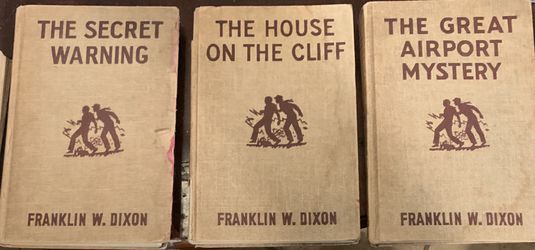 THE SECRET
WARNING
FRANKLIN W. DIXON
THE HOUSE
ON THE CLIFF
FRANKLIN W. DIXON
THE GREAT
AIRPORT
MYSTERY
FRANKLIN W. DIXON